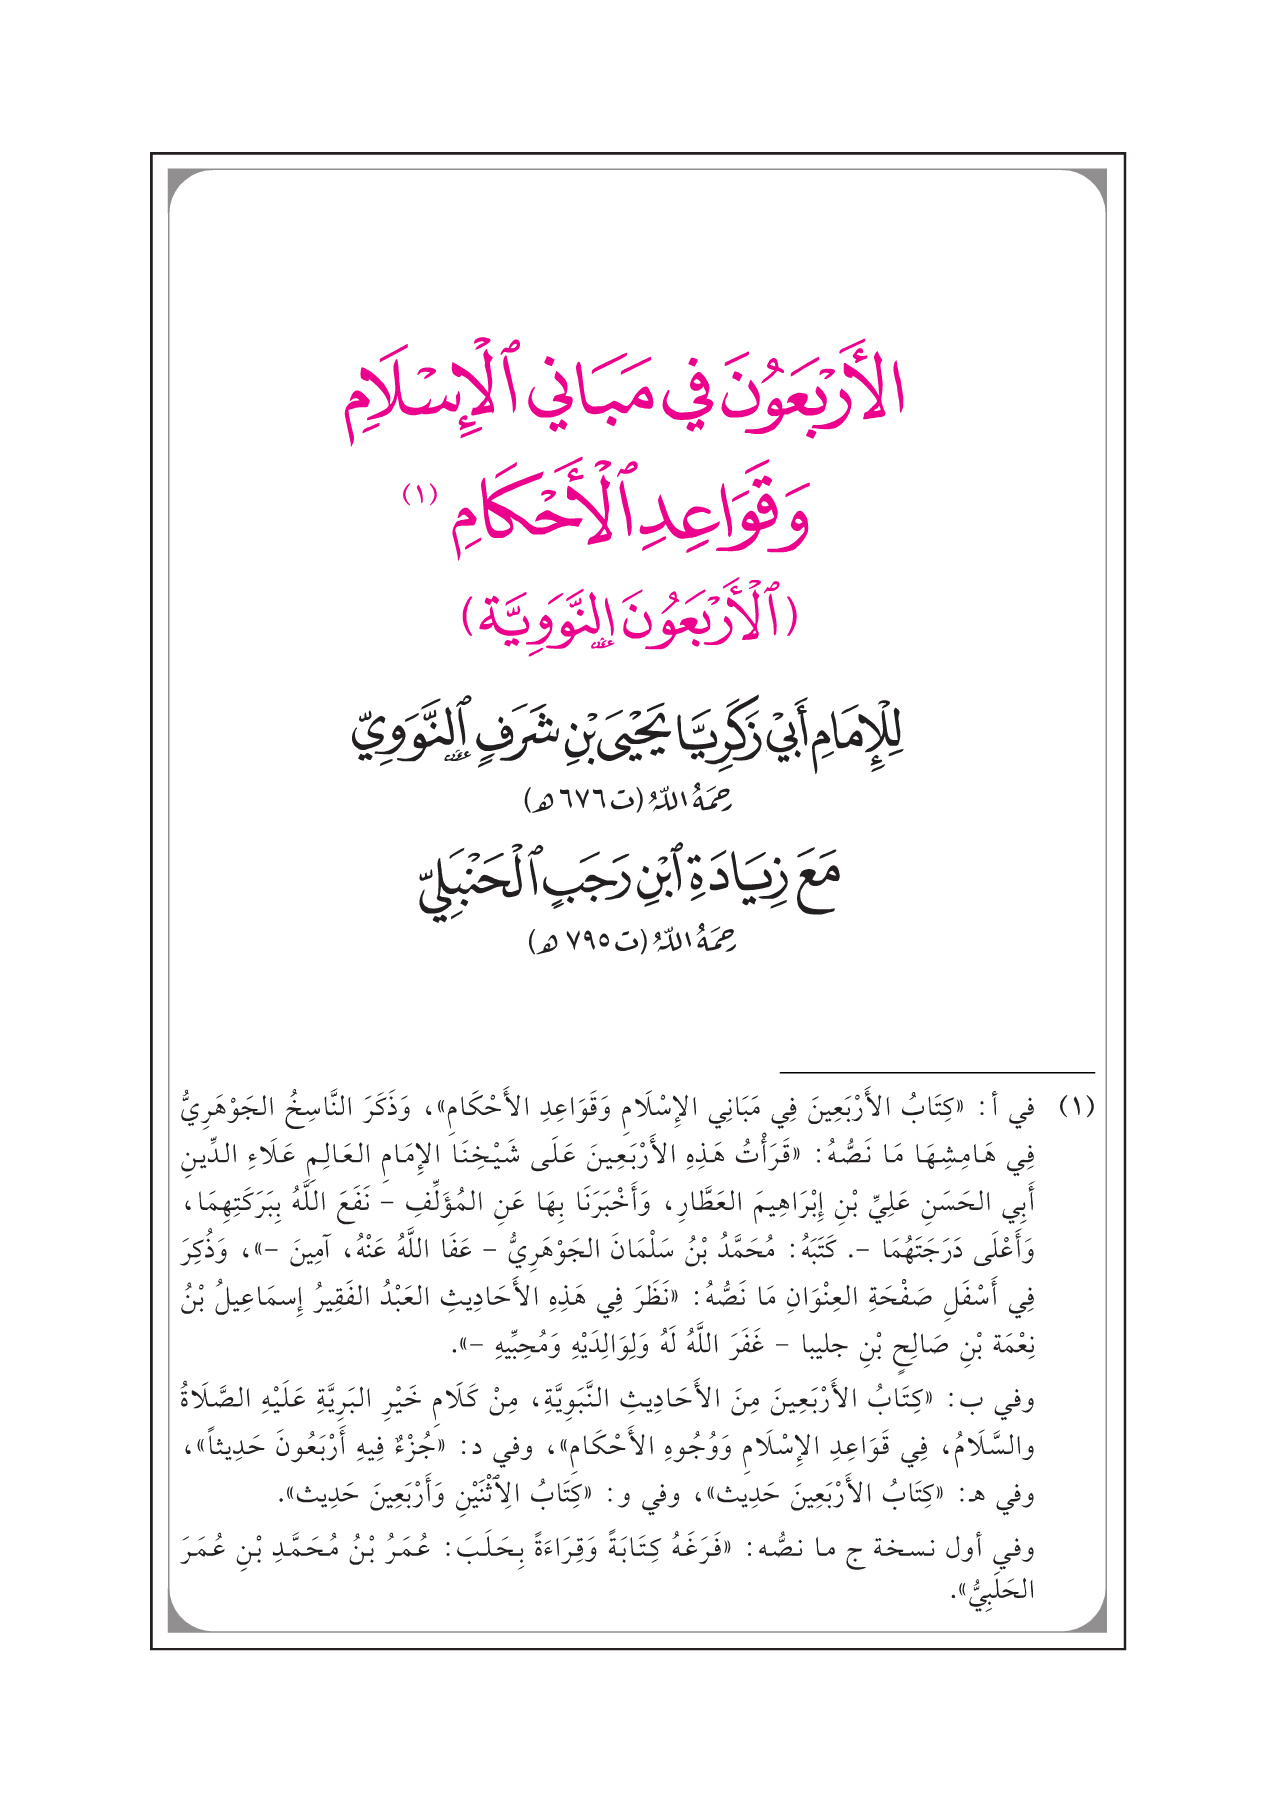 الأَرْبَعُونَ فِي مَبَانِي ٱلْإِسْلَامِ
وَقَوَاعِدِ ٱلْأَحْكَامِ (١)
(ٱلْأَرْبَعُونَ ٱلنَّوَوِيَّة)
لِلْإِمَامِ أَبِيْ زَكَرِيَّا يَحْيَىٰ بْنِ شَرَفٍ ٱلنَّوَوِيّ
رَحِمَهُ اللّٰهُ (ت ٦٧٦ هـ)
مَعَ زِيَادَةِ ٱبْنِ رَجَبٍ ٱلْحَنْبَلِيّ
رَحِمَهُ اللّٰهُ (ت ٧٩٥ هـ)
(١) في أ: «كِتَابُ الأَرْبَعِينَ فِي مَبَانِي الإِسْلَامِ وَقَوَاعِدِ الأَحْكَامِ»، وَذَكَرَ النَّاسِخُ الجَوْهَرِيُّ
فِي هَامِشِهَا مَا نَصُّهُ: «قَرَأْتُ هَذِهِ الأَرْبَعِينَ عَلَى شَيْخِنَا الإِمَامِ العَالِمِ عَلَاءِ الدِّينِ
أَبِي الحَسَنِ عَلِيِّ بْنِ إِبْرَاهِيمَ العَطَّارِ، وَأَخْبَرَنَا بِهَا عَنِ المُؤَلِّفِ – نَفَعَ اللَّهُ بِبَرَكَتِهِمَا،
وَأَعْلَى دَرَجَتَهُمَا –. كَتَبَهُ: مُحَمَّدُ بْنُ سَلْمَانَ الجَوْهَرِيُّ – عَفَا اللَّهُ عَنْهُ، آمِينَ –»، وَذُكِرَ
فِي أَسْفَلِ صَفْحَةِ العِنْوَانِ مَا نَصُّهُ: «نَظَرَ فِي هَذِهِ الأَحَادِيثِ العَبْدُ الفَقِيرُ إِسمَاعِيلُ بْنُ
نِعْمَة بْنِ صَالِحٍ بْنِ جليبا – غَفَرَ اللَّهُ لَهُ وَلِوَالِدَيْهِ وَمُحِبِّيهِ –».
وفي ب: «كِتَابُ الأَرْبَعِينَ مِنَ الأَحَادِيثِ النَّبَوِيَّةِ، مِنْ كَلَامِ خَيْرِ البَرِيَّةِ عَلَيْهِ الصَّلَاةُ
والسَّلَامُ، فِي قَوَاعِدِ الإِسْلَامِ وَوُجُوهِ الأَحْكَامِ»، وفي د: «جُزْءٌ فِيهِ أَرْبَعُونَ حَدِيثاً»،
وفي هـ: «كِتَابُ الأَرْبَعِينَ حَدِيث»، وفي و: «كِتَابُ الِٱثْنَيْنِ وَأَرْبَعِينَ حَدِيث».
وفي أول نسخة ج ما نصُّه: «فَرَغَهُ كِتَابَةً وَقِرَاءَةً بِحَلَبَ: عُمَرُ بْنُ مُحَمَّدِ بْنِ عُمَرَ
الحَلَبِيُّ».